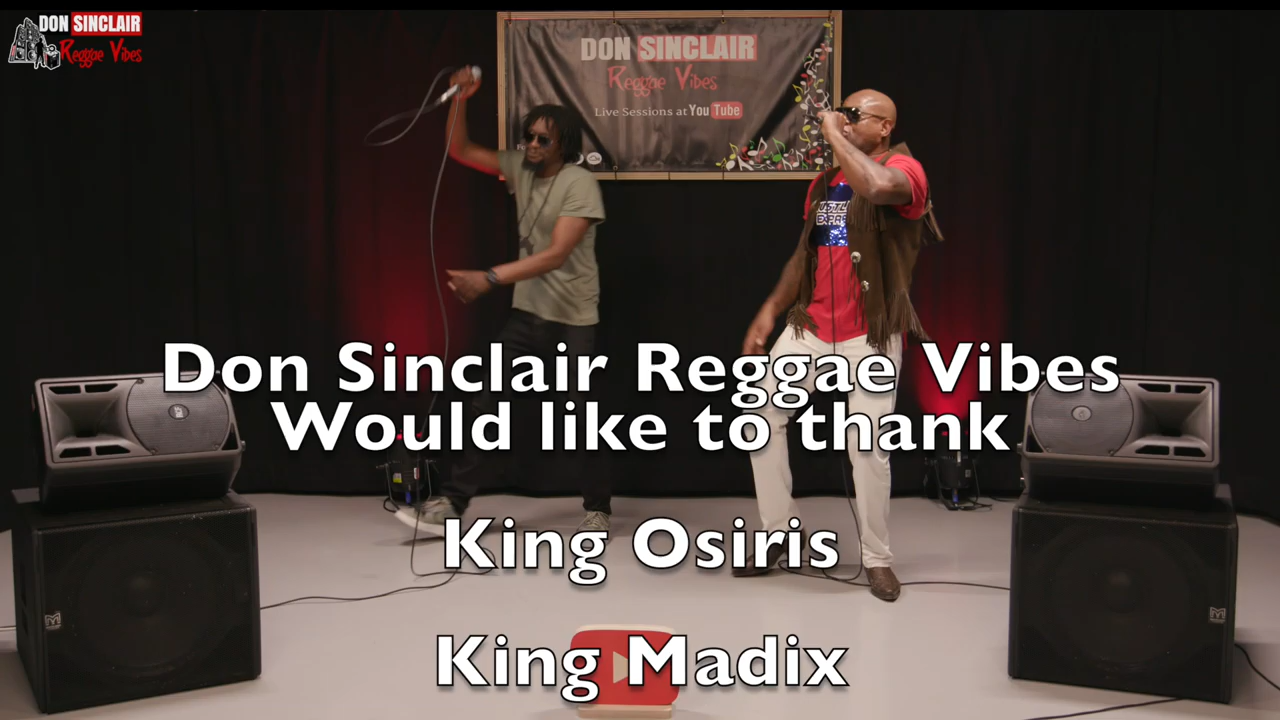 DON SINCLAIR
Reggae Vibes
DON SINCLAIR
Reggae Vibes
Live Sessions at YouTube
Don Sinclair Reggae Vibes
Would like to thank
King Osiris
King Madix